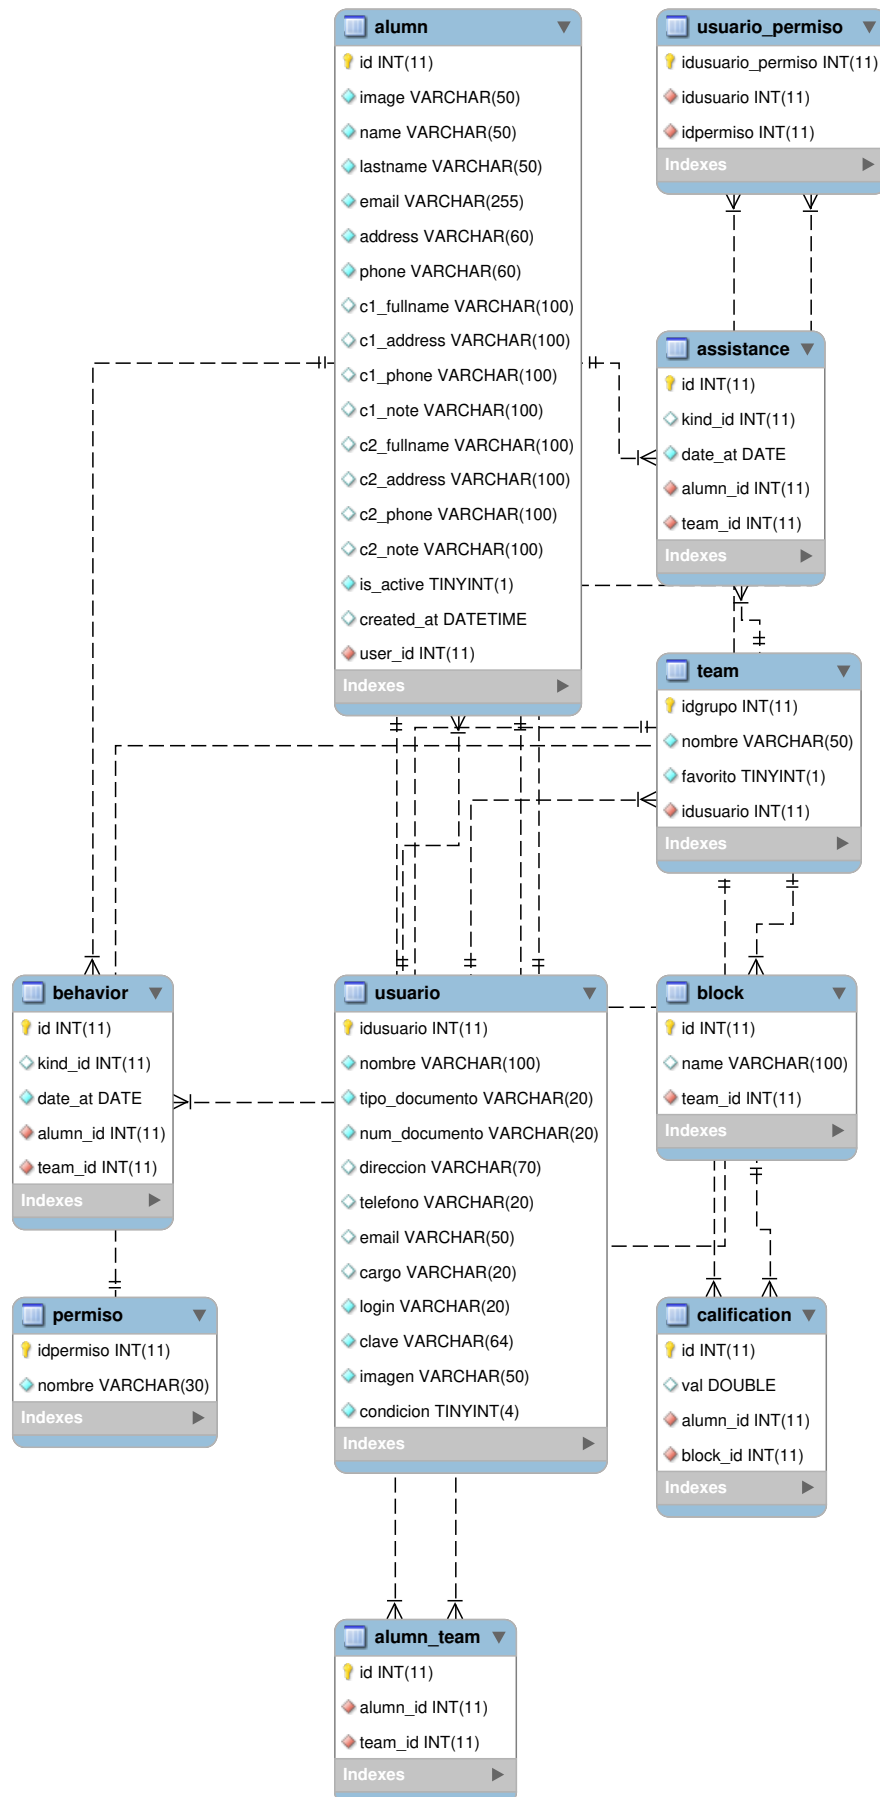 alumn
id INT(11)
image VARCHAR(50)
name VARCHAR(50)
lastname VARCHAR(50)
email VARCHAR(255)
address VARCHAR(60)
phone VARCHAR(60)
c1_fullname VARCHAR(100)
c1_address VARCHAR(100)
c1_phone VARCHAR(100)
c1_note VARCHAR(100)
c2_fullname VARCHAR(100)
c2_address VARCHAR(100)
c2_phone VARCHAR(100)
c2_note VARCHAR(100)
is_active TINYINT(1)
created_at DATETIME
user_id INT(11)
Indexes
usuario_permiso
idusuario_permiso INT(11)
idusuario INT(11)
idpermiso INT(11)
Indexes
assistance
id INT(11)
kind_id INT(11)
date_at DATE
alumn_id INT(11)
team_id INT(11)
Indexes
team
idgrupo INT(11)
nombre VARCHAR(50)
favorito TINYINT(1)
idusuario INT(11)
Indexes
behavior
id INT(11)
kind_id INT(11)
date_at DATE
alumn_id INT(11)
team_id INT(11)
Indexes
usuario
idusuario INT(11)
nombre VARCHAR(100)
tipo_documento VARCHAR(20)
num_documento VARCHAR(20)
direccion VARCHAR(70)
telefono VARCHAR(20)
email VARCHAR(50)
cargo VARCHAR(20)
login VARCHAR(20)
clave VARCHAR(64)
imagen VARCHAR(50)
condicion TINYINT(4)
Indexes
block
id INT(11)
name VARCHAR(100)
team_id INT(11)
Indexes
permiso
idpermiso INT(11)
nombre VARCHAR(30)
Indexes
calification
id INT(11)
val DOUBLE
alumn_id INT(11)
block_id INT(11)
Indexes
alumn_team
id INT(11)
alumn_id INT(11)
team_id INT(11)
Indexes